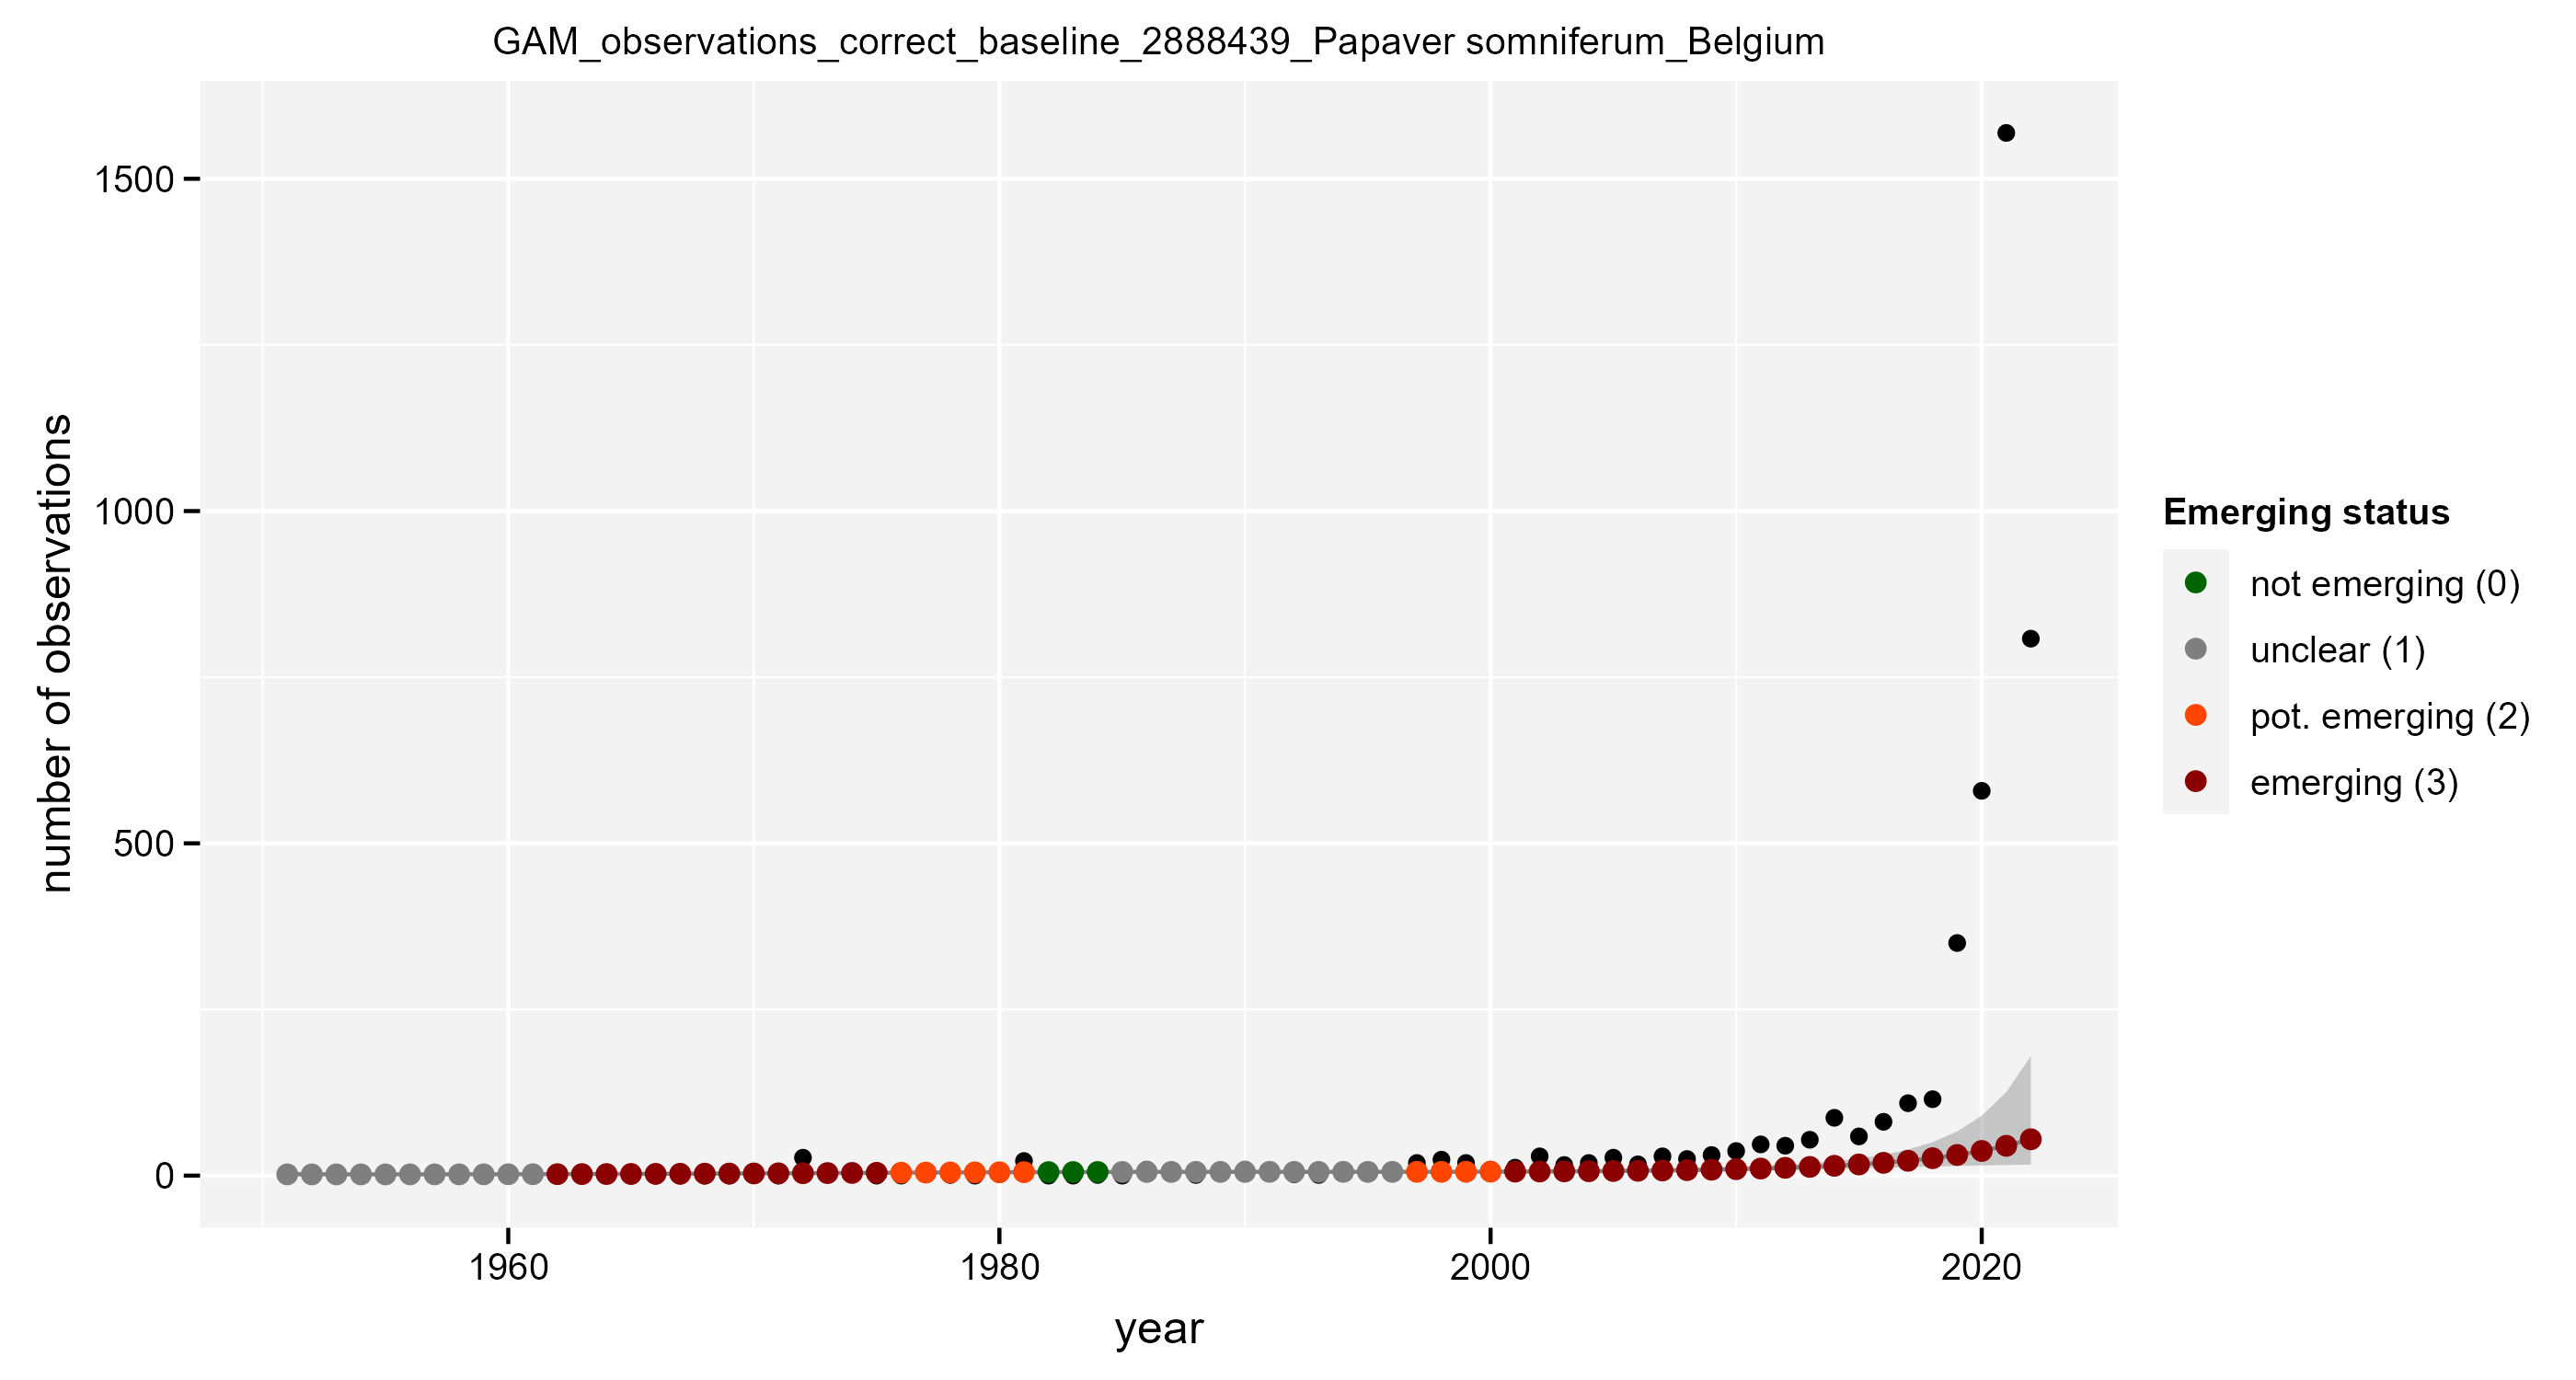 GAM_observations_correct_baseline_2888439_Papaver somniferum_Belgium
number of observations
1500
1000
500
0
1960
1980
2000
2020
year
Emerging status
not emerging (0)
unclear (1)
pot. emerging (2)
emerging (3)